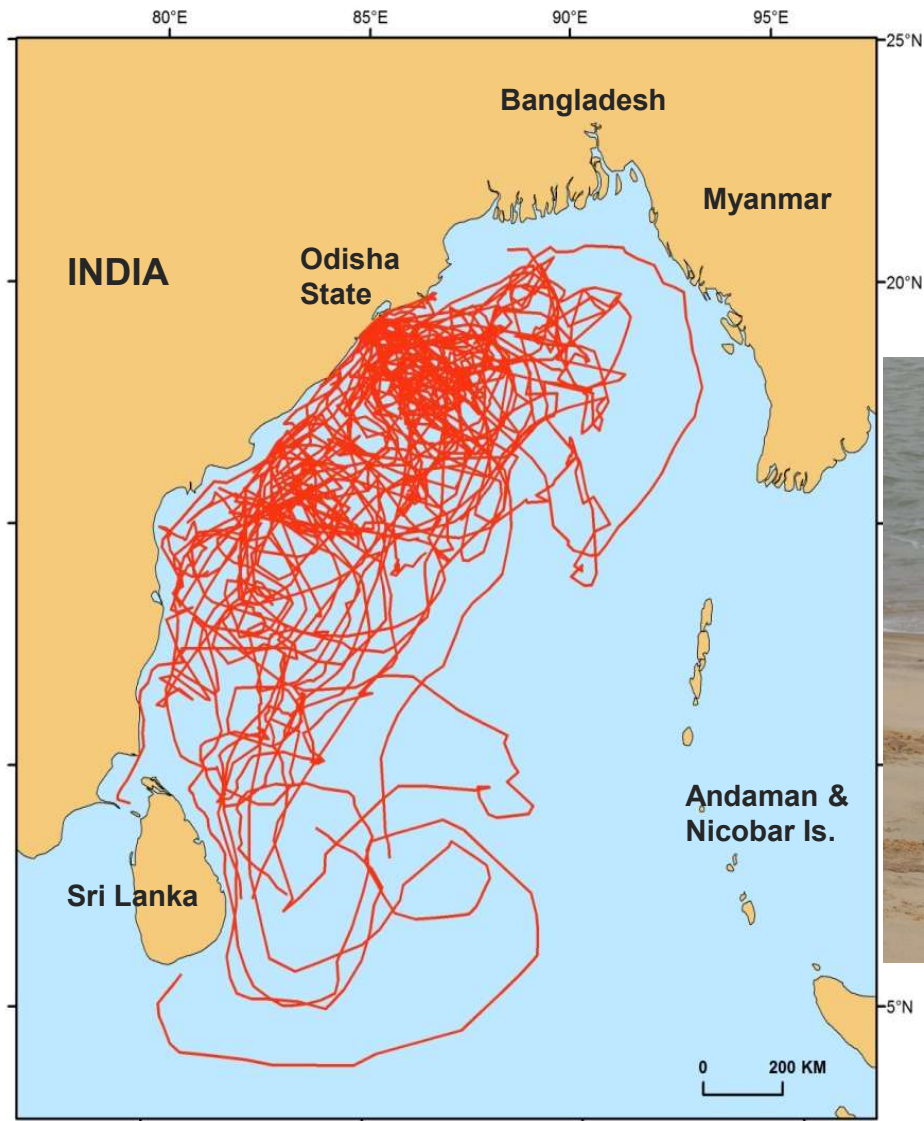 80°E 85°E 90°E 95°E
25°N
Bangladesh
Myanmar
Odisha
State
INDIA
20°N
Andaman &
Nicobar Is.
Sri Lanka
5°N
0 200 KM